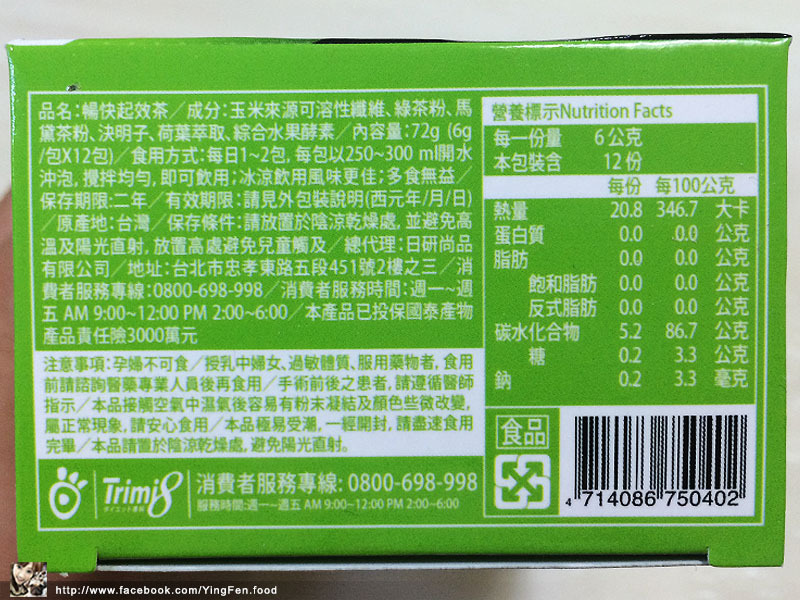 品名：暢快起效茶／成分：玉米來源可溶性纖維、綠茶粉、馬
黛茶粉、決明子、荷葉萃取、綜合水果酵素／內容量：72g (6g
/包X12包)／食用方式：每日1~2包，每包以250~300 ml開水
沖泡，攪拌均勻，即可飲用；冰涼飲用風味更佳；多食無益／
保存期限：二年／有效期限：請見外包裝說明(西元年/月/日)
／原產地：台灣／保存條件：請放置於陰涼乾燥處，並避免高
溫及陽光直射，放置高處避免兒童觸及／總代理：日研尚品
有限公司／地址：台北市忠孝東路五段451號2樓之三／消
費者服務專線：0800-698-998／消費者服務時間：週一~週
五 AM 9:00~12:00 PM 2:00~6:00／本產品已投保國泰產物
產品責任險3000萬元
注意事項：孕婦不可食／授乳中婦女、過敏體質、服用藥物者，食用
前請諮詢醫藥專業人員後再食用／手術前後之患者，請遵循醫師
指示／本品接觸空氣中濕氣後容易有粉末凝結及顏色些微改變，
屬正常現象，請安心食用／本品極易受潮，一經開封，請盡速食用
完畢／本品請置於陰涼乾燥處，避免陽光直射。
Trimi8
ダイエット専科
消費者服務專線：0800-698-998
服務時間：週一~週五 AM 9:00~12:00 PM 2:00~6:00
營養標示Nutrition Facts
每一份量 6 公克
本包裝含 12 份
每份 每100公克
熱量 20.8 346.7 大卡
蛋白質 0.0 0.0 公克
脂肪 0.0 0.0 公克
飽和脂肪 0.0 0.0 公克
反式脂肪 0.0 0.0 公克
碳水化合物 5.2 86.7 公克
糖 0.2 3.3 公克
鈉 0.2 3.3 毫克
食品
4 714086 750402
http://www.facebook.com/YingFen.food